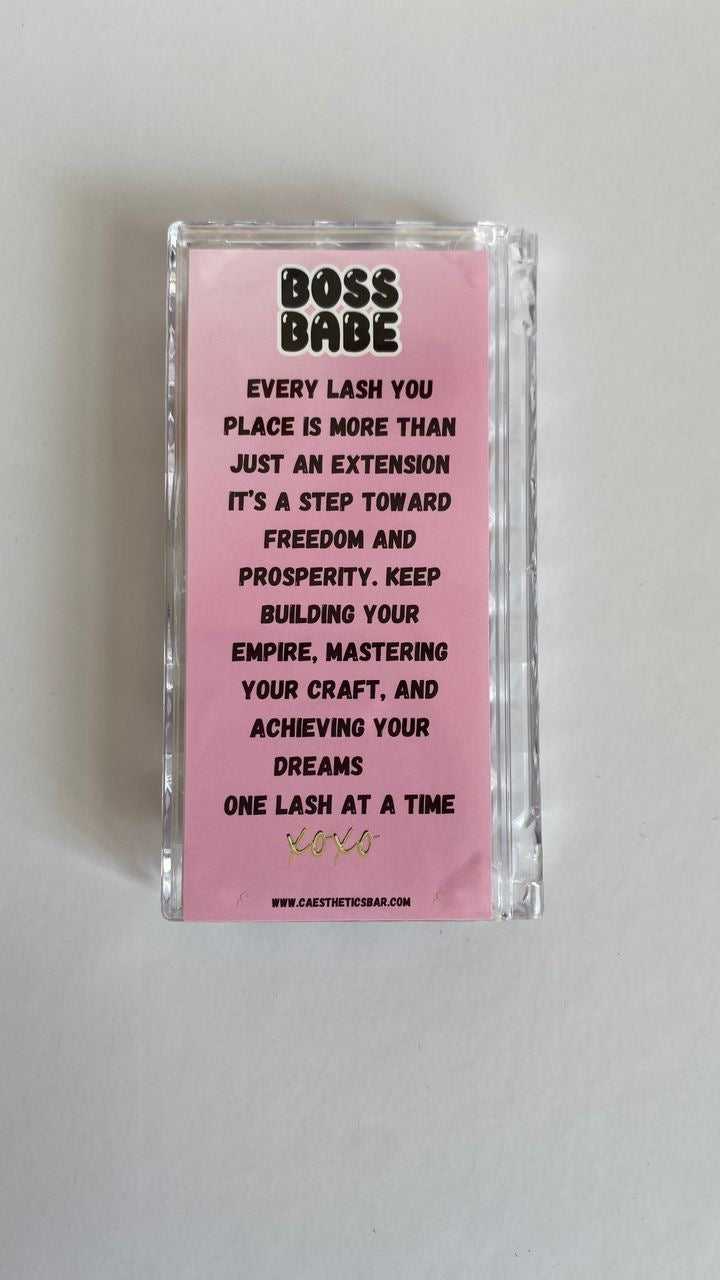 BOSS
BABE
EVERY LASH YOU
PLACE IS MORE THAN
JUST AN EXTENSION
IT'S A STEP TOWARD
FREEDOM AND
PROSPERITY. KEEP
BUILDING YOUR
EMPIRE, MASTERING
YOUR CRAFT, AND
ACHIEVING YOUR
DREAMS
ONE LASH AT A TIME
xoxo
WWW.CAESTHETICSBAR.COM